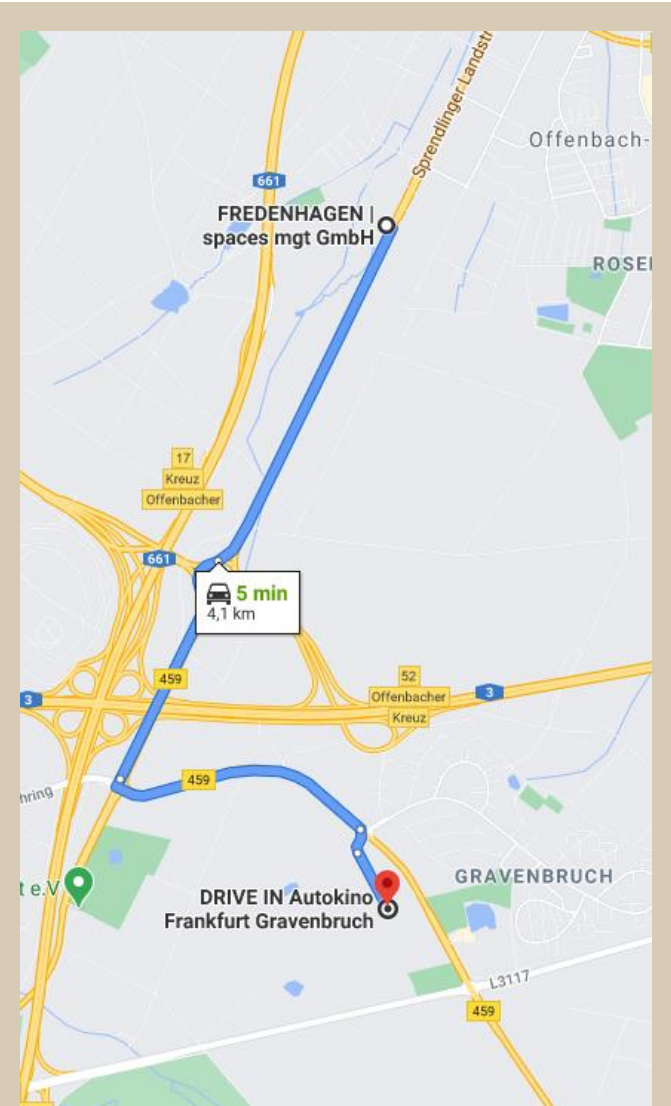 Sprendlinger Landstr
Offenbach-
661
FREDENHAGEN |
spaces mgt GmbH
ROSE
17
Kreuz
Offenbacher
661
5 min
4,1 km
459
52
Offenbacher
Kreuz
3
3
459
hring
t e.V
DRIVE IN Autokino
Frankfurt Gravenbruch
GRAVENBRUCH
L3117
459